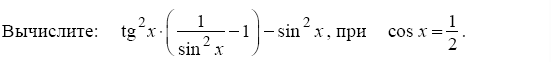 Вычислите: tg²x·(1/sin²x − 1) − sin²x, при cos x = 1/2.